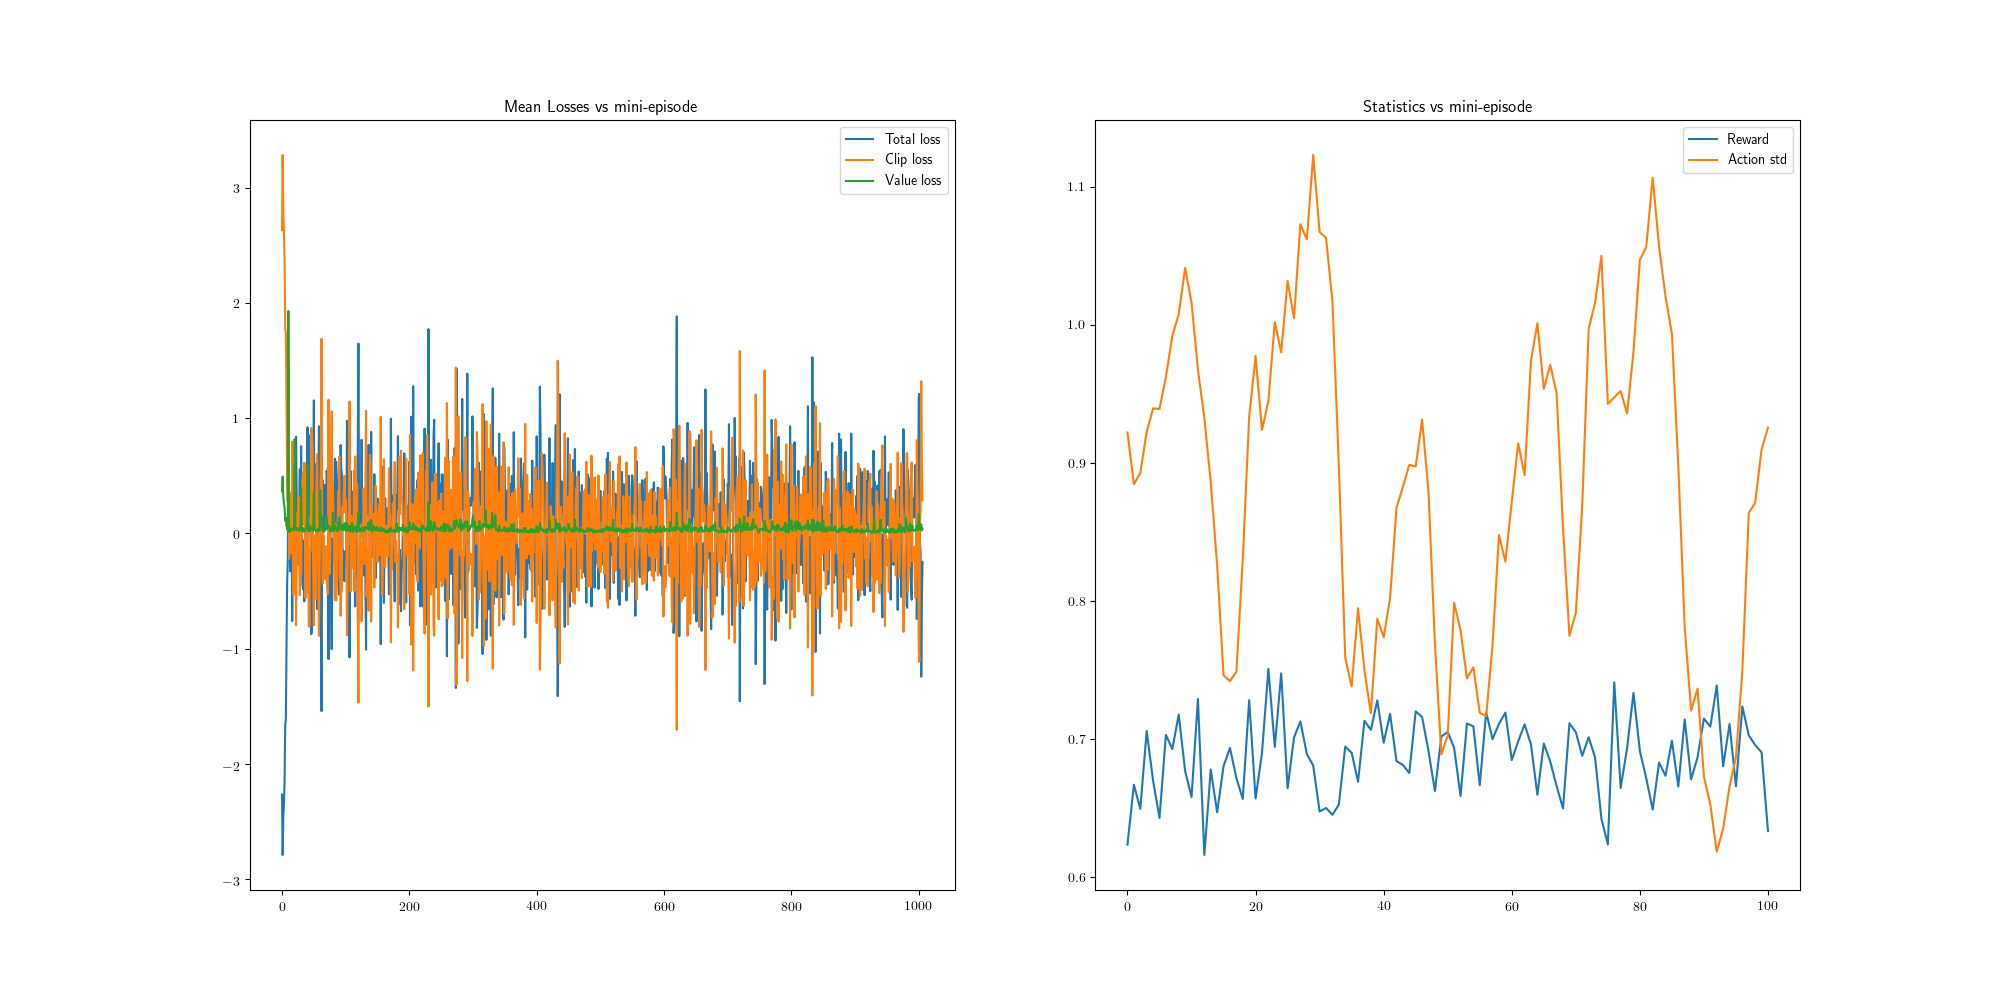 Mean Losses vs mini-episode
Total loss
Clip loss
Value loss
3
2
1
0
−1
−2
−3
0 200 400 600 800 1000
Statistics vs mini-episode
Reward
Action std
1.1
1.0
0.9
0.8
0.7
0.6
0 20 40 60 80 100